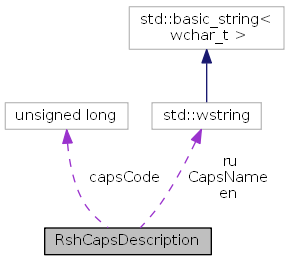 std::basic_string<
wchar_t >
unsigned long
std::wstring
capsCode
ru
CapsName
en
RshCapsDescription